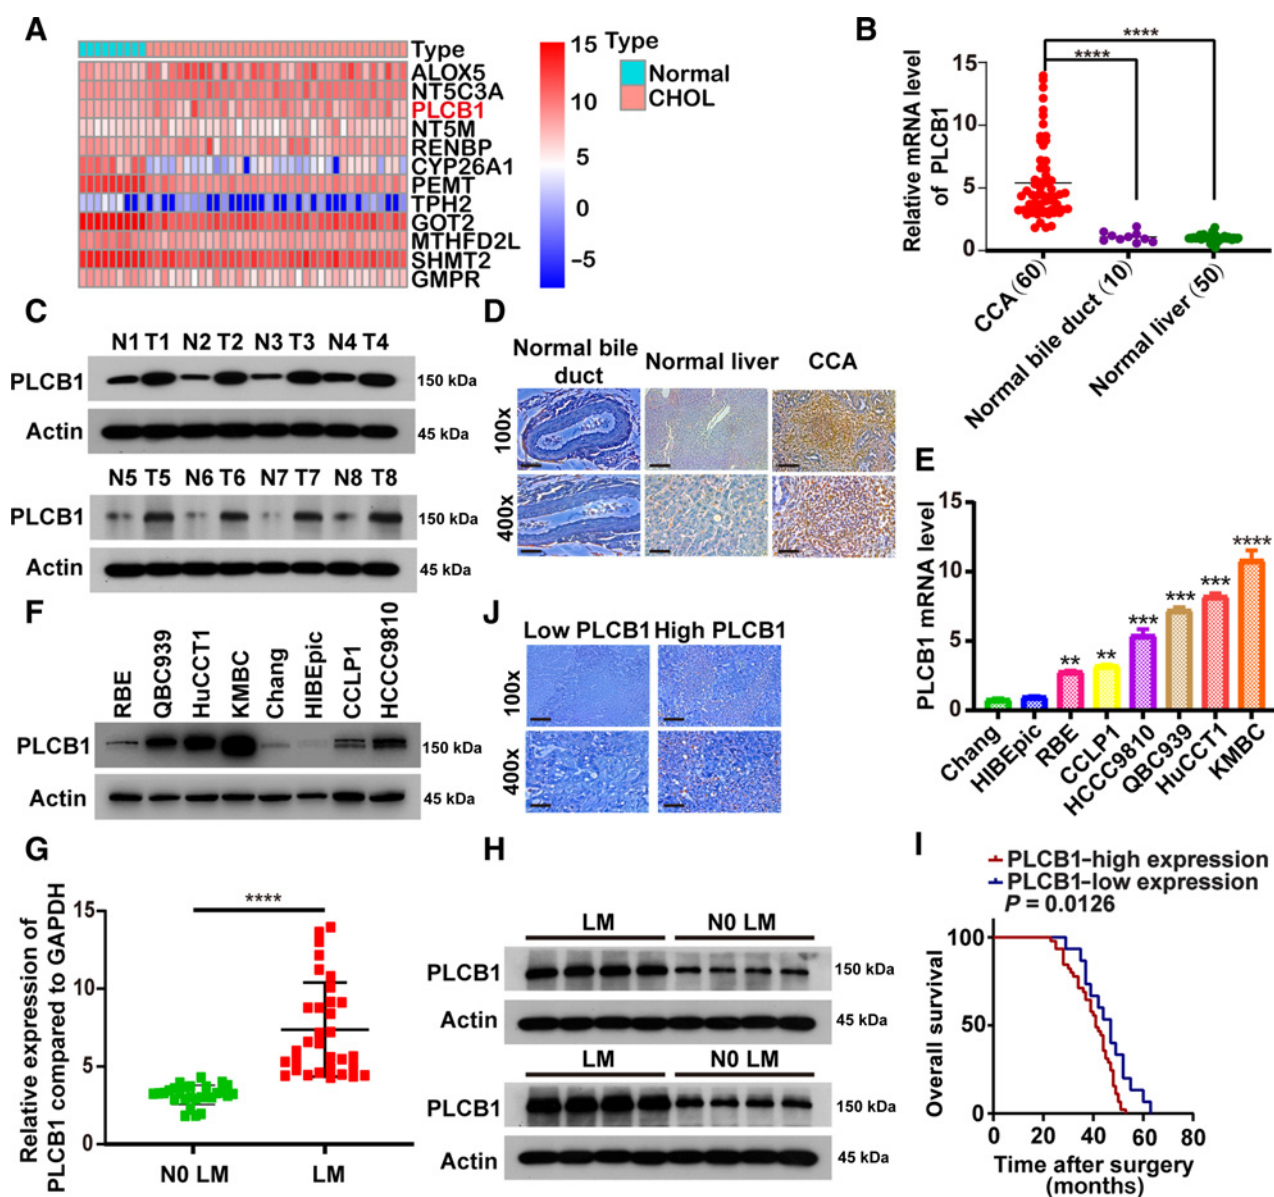 A
Type
ALOX5
NT5C3A
PLCB1
NT5M
RENBP
CYP26A1
PEMT
TPH2
GOT2
MTHFD2L
SHMT2
GMPR
15
10
5
0
−5
Type
Normal
CHOL
B
****
****
Relative mRNA level
of PLCB1
15
10
5
0
CCA (60)
Normal bile duct (10)
Normal liver (50)
C
N1 T1 N2 T2 N3 T3 N4 T4
PLCB1
150 kDa
Actin
45 kDa
N5 T5 N6 T6 N7 T7 N8 T8
PLCB1
150 kDa
Actin
45 kDa
D
Normal bile
duct
Normal liver
CCA
100x
400x
E
PLCB1 mRNA level
15
10
5
0
**
**
***
***
***
****
Chang
HIBEpic
RBE
CCLP1
HCCC9810
QBC939
HuCCT1
KMBC
F
RBE
QBC939
HuCCT1
KMBC
Chang
HIBEpic
CCLP1
HCCC9810
PLCB1
150 kDa
Actin
45 kDa
J
Low PLCB1 High PLCB1
100x
400x
G
Relative expression of
PLCB1 compared to GAPDH
15
10
5
0
****
N0 LM
LM
H
LM
N0 LM
PLCB1
150 kDa
Actin
45 kDa
LM
N0 LM
PLCB1
150 kDa
Actin
45 kDa
I
PLCB1–high expression
PLCB1–low expression
P = 0.0126
Overall survival
100
50
0
0 20 40 60 80
Time after surgery
(months)